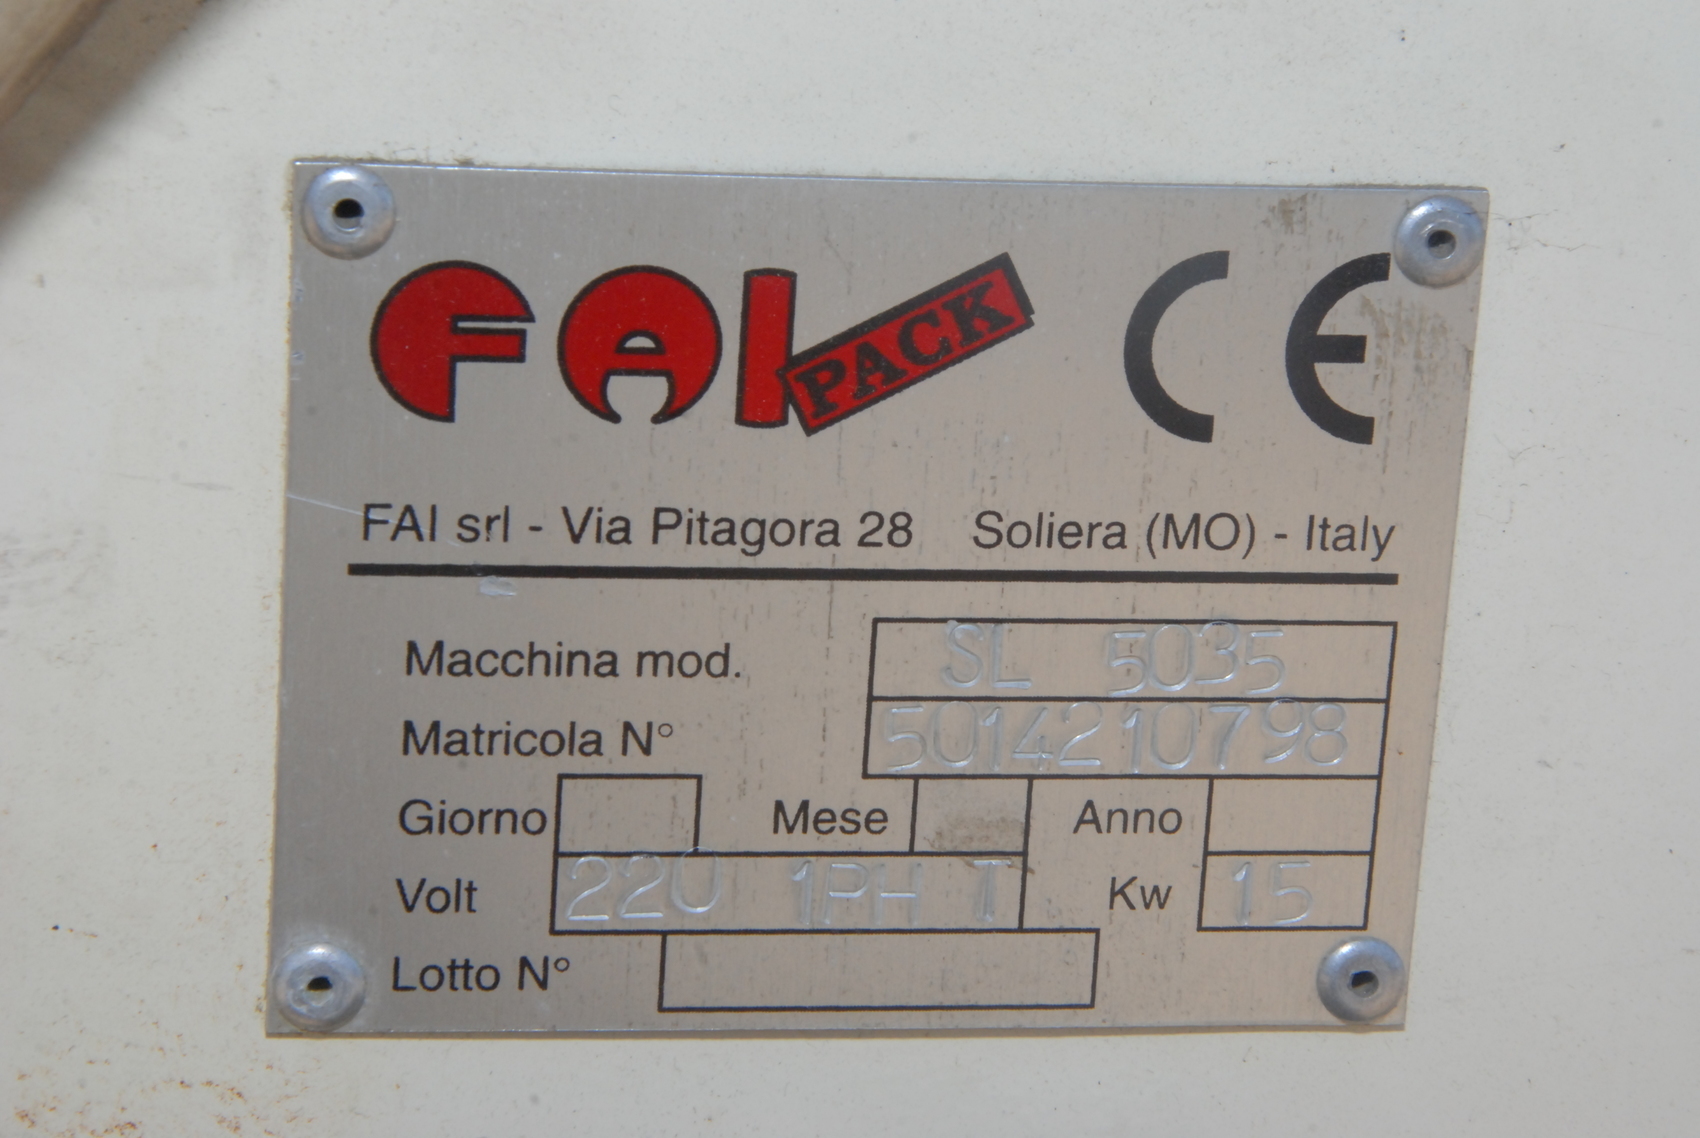 FAI PACK CE
FAI srl - Via Pitagora 28 Soliera (MO) - Italy
Macchina mod. SL 5035
Matricola N° 5014210798
Giorno Mese Anno
Volt 220 1PH T Kw 15
Lotto N°